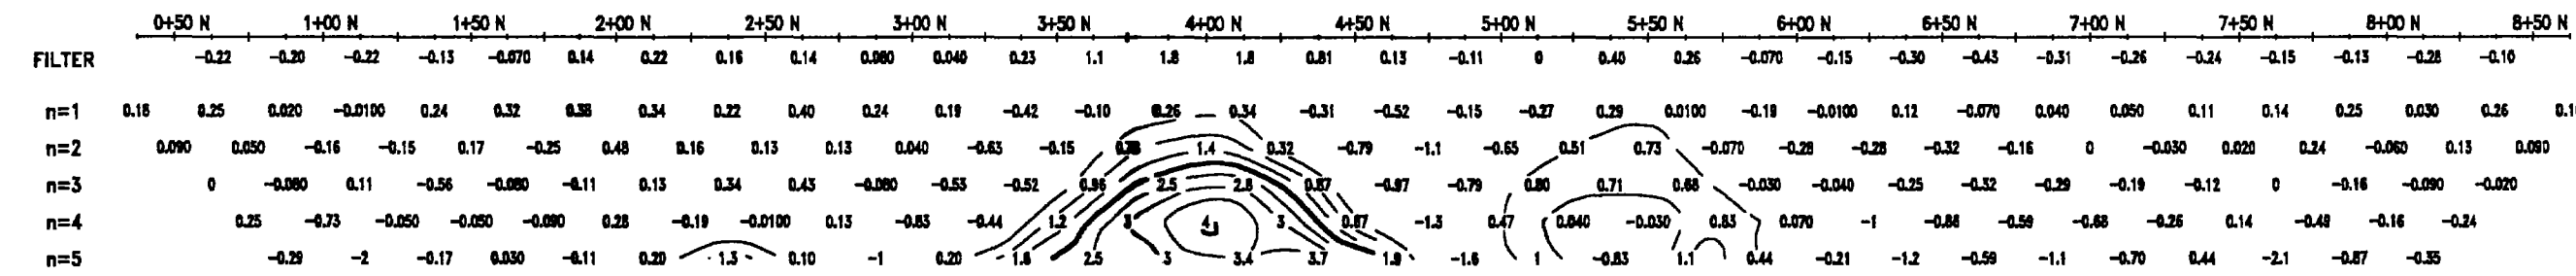 0+50 N 1+00 N 1+50 N 2+00 N 2+50 N 3+00 N 3+50 N 4+00 N 4+50 N 5+00 N 5+50 N 6+00 N 6+50 N 7+00 N 7+50 N 8+00 N 8+50 N
FILTER -0.22 -0.20 -0.22 -0.13 -0.070 0.14 0.22 0.16 0.14 0.080 0.040 0.23 1.1 1.8 1.8 0.81 0.13 -0.11 0 0.40 0.26 -0.070 -0.15 -0.30 -0.43 -0.31 -0.26 -0.24 -0.15 -0.13 -0.28 -0.10
n=1 0.18 0.25 0.020 -0.0100 0.24 0.32 0.38 0.34 0.22 0.40 0.24 0.19 -0.42 -0.10 0.26 0.34 -0.31 -0.52 -0.15 -0.27 0.29 0.0100 -0.19 -0.0100 0.12 -0.070 0.040 0.050 0.11 0.14 0.25 0.030 0.26
n=2 0.090 0.050 -0.16 -0.15 0.17 -0.25 0.48 0.16 0.13 0.13 0.040 -0.63 -0.15 1.4 0.32 -0.79 -1.1 -0.65 0.51 0.73 -0.070 -0.28 -0.28 -0.32 -0.16 0 -0.030 0.020 0.24 -0.060 0.13 0.090
n=3 0 -0.080 0.11 -0.56 -0.080 -0.11 0.13 0.34 0.43 -0.080 -0.53 -0.52 0.96 2.5 2.8 0.87 -0.97 -0.79 0.80 0.71 0.68 -0.030 -0.040 -0.25 -0.32 -0.29 -0.19 -0.12 0 -0.16 -0.090 -0.020
n=4 0.25 -0.73 -0.050 -0.050 -0.090 0.28 -0.19 -0.0100 0.13 -0.83 -0.44 1.2 3 4 3 0.87 -1.3 0.47 0.040 -0.030 0.83 0.070 -1 -0.88 -0.59 -0.68 -0.26 0.14 -0.49 -0.16 -0.24
n=5 -0.29 -2 -0.17 0.030 -0.11 0.20 1.3 0.10 -1 0.20 1.8 2.5 3 3.4 3.7 1.9 -1.6 1 -0.83 1.1 0.44 -0.21 -1.2 -0.59 -1.1 -0.70 0.44 -2.1 -0.87 -0.35